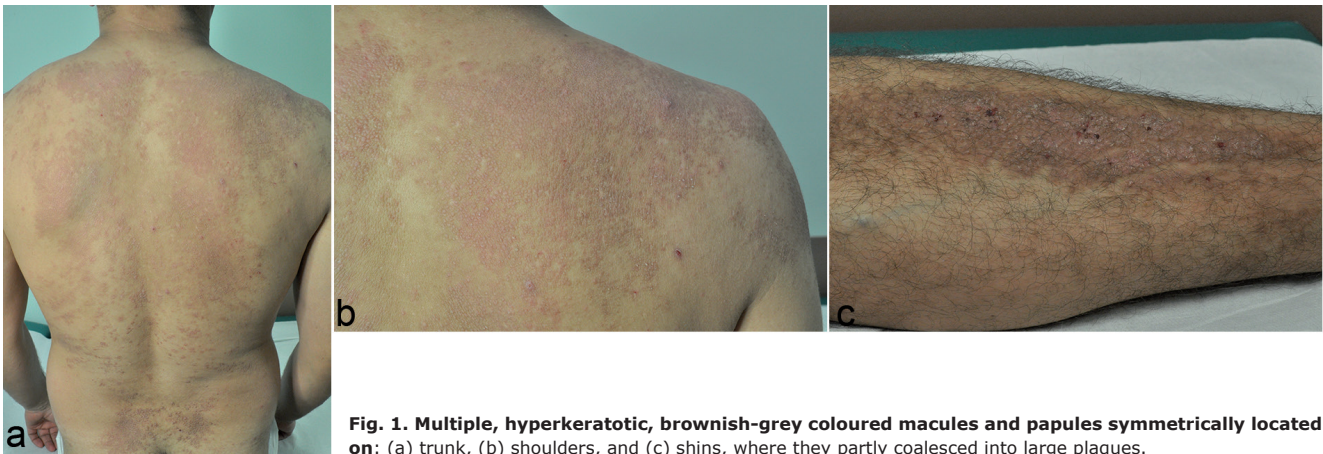 a
b
c
Fig. 1. Multiple, hyperkeratotic, brownish-grey coloured macules and papules symmetrically located
on: (a) trunk, (b) shoulders, and (c) shins, where they partly coalesced into large plaques.